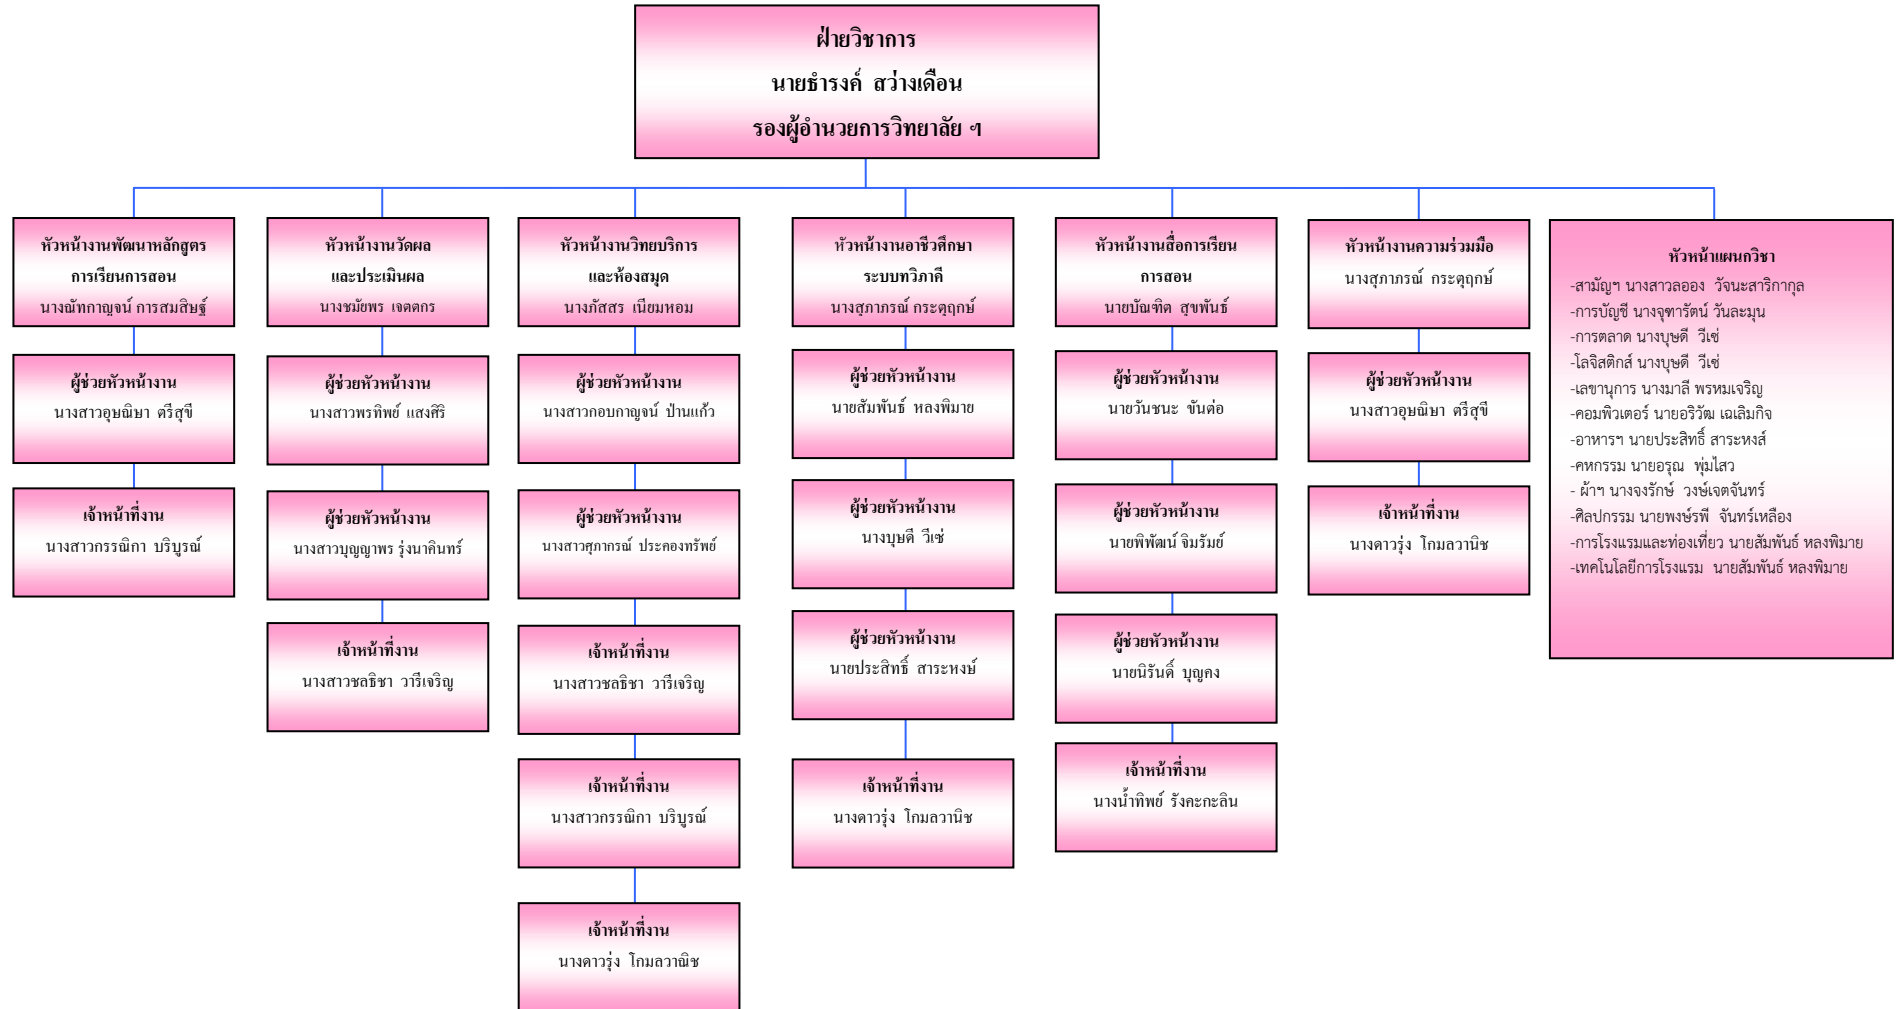 ฝ่ายวิชาการ
นายธำรงค์ สว่างเดือน
รองผู้อำนวยการวิทยาลัย ฯ
หัวหน้างานพัฒนาหลักสูตร
การเรียนการสอน
นางณัทกาญจน์ การสมสิษฐ์
ผู้ช่วยหัวหน้างาน
นางสาวอุษณิษา ตรีสุขี
เจ้าหน้าที่งาน
นางสาวกรรณิกา บริบูรณ์
หัวหน้างานวัดผล
และประเมินผล
นางชมัยพร เจตตกร
ผู้ช่วยหัวหน้างาน
นางสาวพรทิพย์ แสงศิริ
ผู้ช่วยหัวหน้างาน
นางสาวบุญญาพร รุ่งนาคินทร์
เจ้าหน้าที่งาน
นางสาวชลธิชา วารีเจริญ
หัวหน้างานวิทยบริการ
และห้องสมุด
นางภัสสร เนียมหอม
ผู้ช่วยหัวหน้างาน
นางสาวกอบกาญจน์ ป่านแก้ว
ผู้ช่วยหัวหน้างาน
นางสาวศุภากรณ์ ประคองทรัพย์
เจ้าหน้าที่งาน
นางสาวชลธิชา วารีเจริญ
เจ้าหน้าที่งาน
นางสาวกรรณิกา บริบูรณ์
เจ้าหน้าที่งาน
นางดาวรุ่ง โกมลวาณิช
หัวหน้างานอาชีวศึกษา
ระบบทวิภาคี
นางสุภาภรณ์ กระตุฤกษ์
ผู้ช่วยหัวหน้างาน
นายสัมพันธ์ หลงพิมาย
ผู้ช่วยหัวหน้างาน
นางบุษดี วีเซ่
ผู้ช่วยหัวหน้างาน
นายประสิทธิ์ สาระหงษ์
เจ้าหน้าที่งาน
นางดาวรุ่ง โกมลวานิช
หัวหน้างานสื่อการเรียน
การสอน
นายบัณฑิต สุขพันธ์
ผู้ช่วยหัวหน้างาน
นายวันชนะ ขันต่อ
ผู้ช่วยหัวหน้างาน
นายพิพัฒน์ จิมรัมย์
ผู้ช่วยหัวหน้างาน
นายนิรันดิ์ บุญคง
เจ้าหน้าที่งาน
นางน้ำทิพย์ รังคะกะลิน
หัวหน้างานความร่วมมือ
นางสุภาภรณ์ กระตุฤกษ์
ผู้ช่วยหัวหน้างาน
นางสาวอุษณิษา ตรีสุขี
เจ้าหน้าที่งาน
นางดาวรุ่ง โกมลวานิช
หัวหน้าแผนกวิชา
-สามัญฯ นางสาวลออง วัจนะสาริกากุล
-การบัญชี นางจุฑารัตน์ วันละมุน
-การตลาด นางบุษดี วีเซ่
-โลจิสติกส์ นางบุษดี วีเซ่
-เลขานุการ นางมาลี พรหมเจริญ
-คอมพิวเตอร์ นายอริวัฒ เฉเลิมกิจ
-อาหารฯ นายประสิทธิ์ สาระหงส์
-คหกรรม นายอรุณ พุ่มไสว
- ผ้าฯ นางจงรักษ์ วงษ์เจตจันทร์
-ศิลปกรรม นายพงษ์รพี จันทร์เหลือง
-การโรงแรมและท่องเที่ยว นายสัมพันธ์ หลงพิมาย
-เทคโนโลยีการโรงแรม นายสัมพันธ์ หลงพิมาย